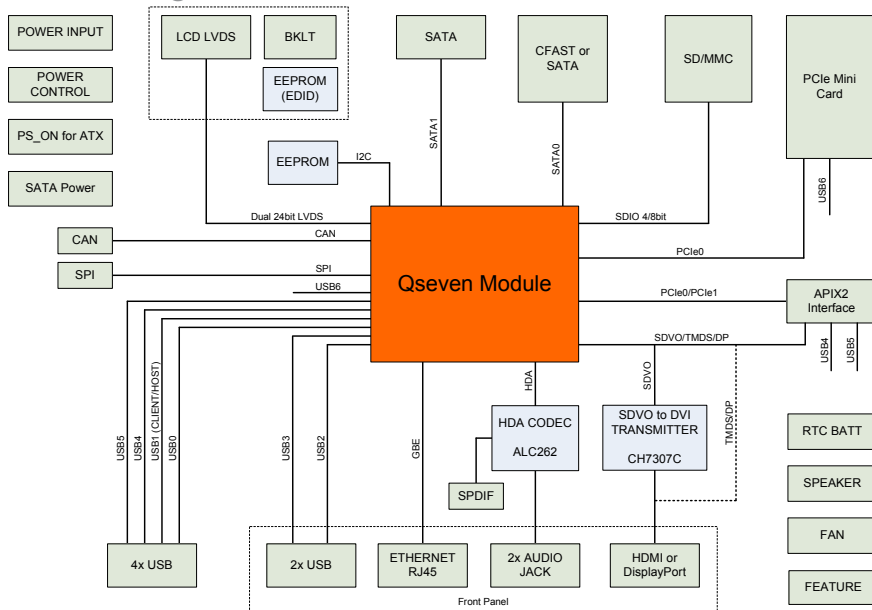 POWER INPUT
POWER
CONTROL
PS_ON for ATX
SATA Power
LCD LVDS
BKLT
EEPROM
(EDID)
SATA
CFAST or
SATA
SD/MMC
PCIe Mini
Card
EEPROM
I2C
SATA1
SATA0
USB6
Dual 24bit LVDS
SDIO 4/8bit
CAN
CAN
PCIe0
SPI
SPI
USB6
Qseven Module
PCIe0/PCIe1
APIX2
Interface
SDVO/TMDS/DP
USB4
USB5
USB5
USB4
USB1 (CLIENT/HOST)
USB0
USB3
USB2
GBE
HDA
SDVO
TMDS/DP
HDA CODEC
ALC262
SDVO to DVI
TRANSMITTER
CH7307C
SPDIF
RTC BATT
SPEAKER
FAN
FEATURE
4x USB
2x USB
ETHERNET
RJ45
2x AUDIO
JACK
HDMI or
DisplayPort
Front Panel